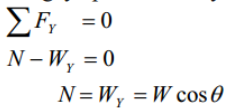 ∑F_Y = 0
N − W_Y = 0
N = W_Y = W cos θ